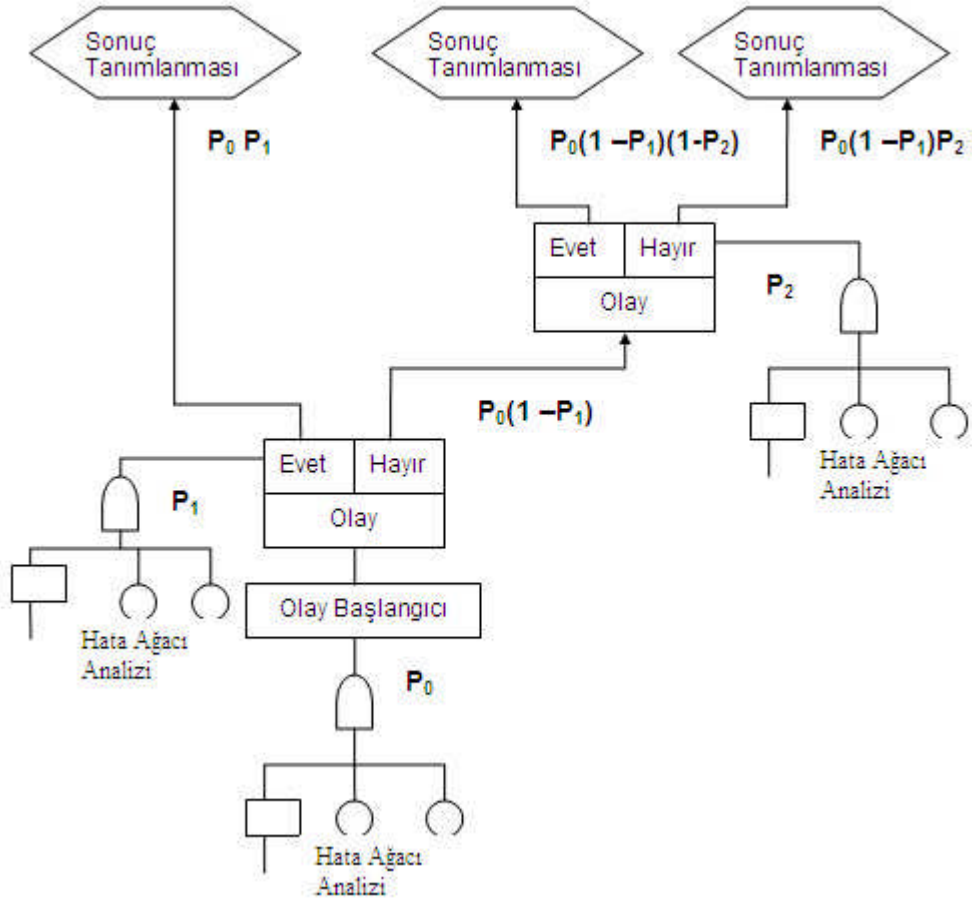 Sonuç
Tanımlanması
Sonuç
Tanımlanması
Sonuç
Tanımlanması
P₀ P₁
P₀(1 –P₁)(1-P₂)
P₀(1 –P₁)P₂
Evet
Hayır
Olay
P₂
P₀(1 –P₁)
Hata Ağacı
Analizi
Evet
Hayır
Olay
P₁
Olay Başlangıcı
Hata Ağacı
Analizi
P₀
Hata Ağacı
Analizi